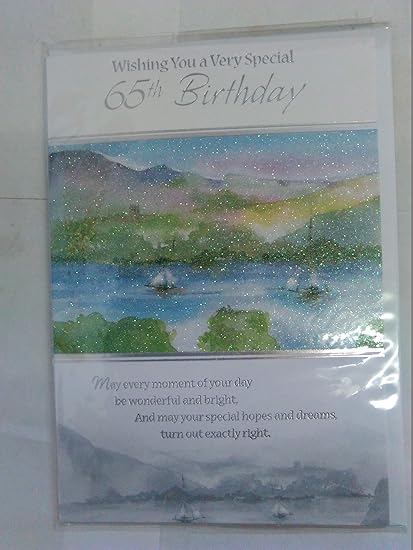 Wishing You a Very Special
65th Birthday
May every moment of your day
be wonderful and bright,
And may your special hopes and dreams,
turn out exactly right.